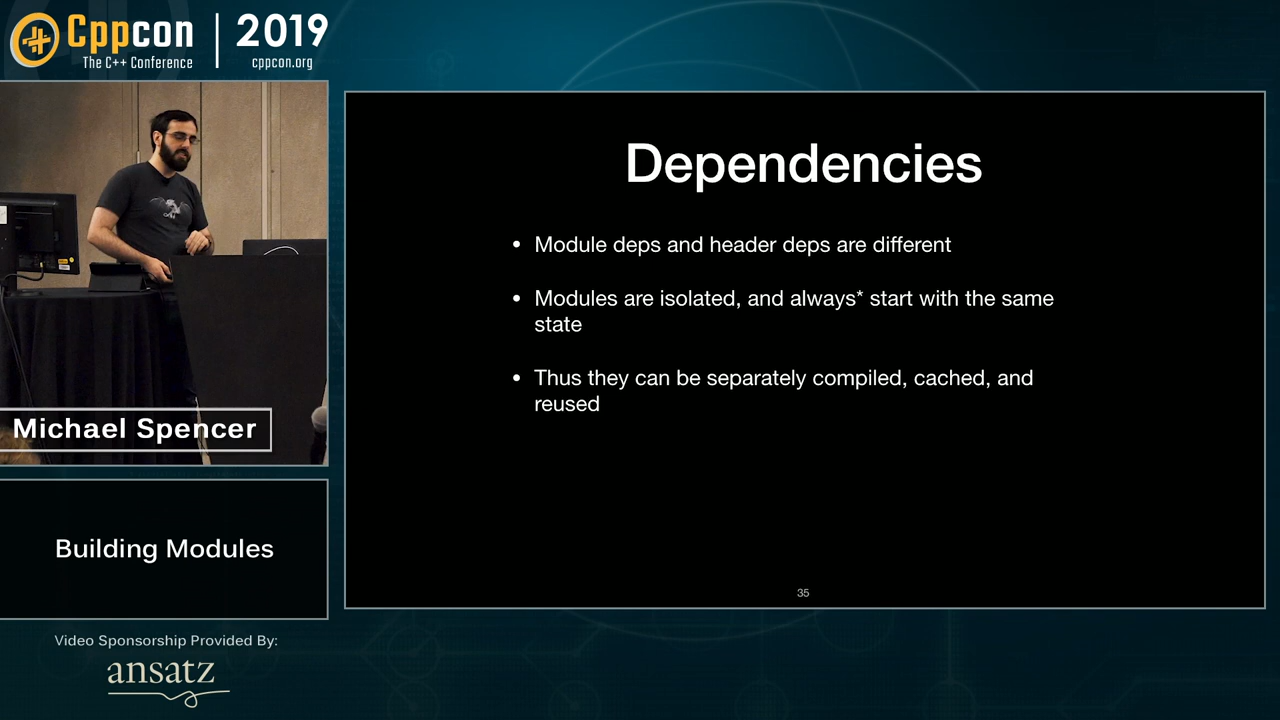 Cppcon | 2019
The C++ Conference
cppcon.org
Dependencies
• Module deps and header deps are different
• Modules are isolated, and always* start with the same
state
• Thus they can be separately compiled, cached, and
reused
35
Michael Spencer
Building Modules
Video Sponsorship Provided By:
ansatz